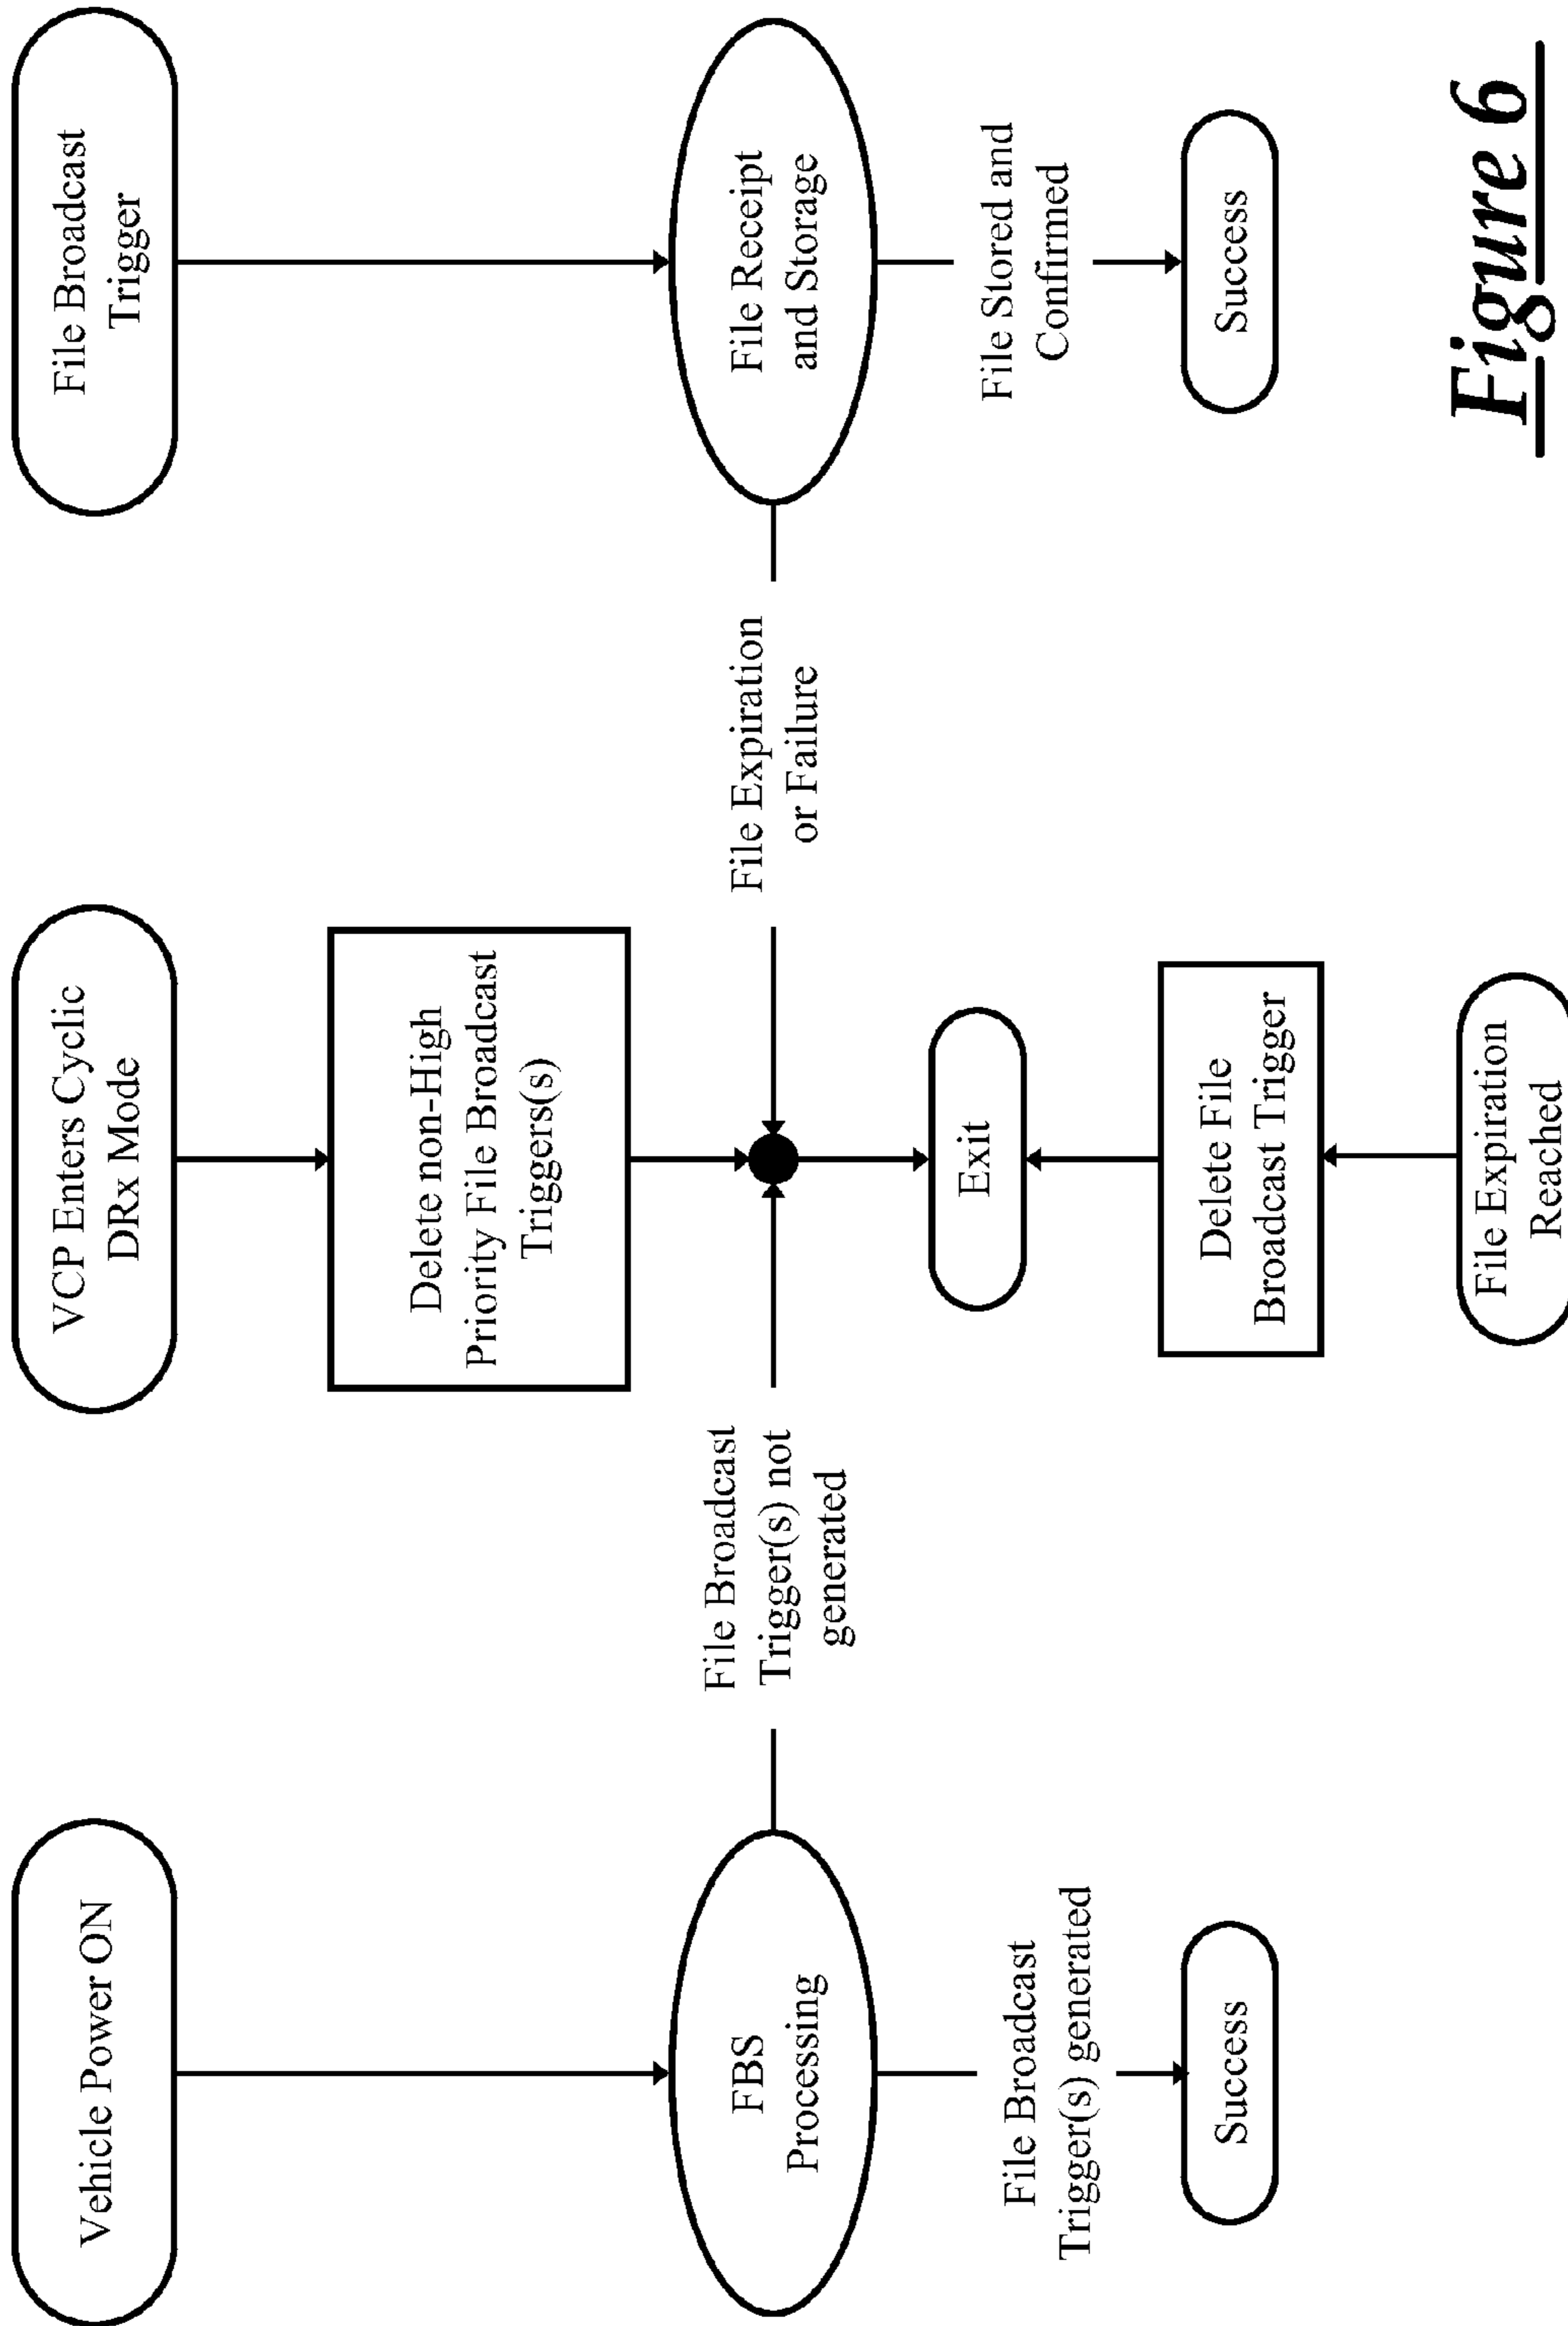 Vehicle Power ON
VCP Enters Cyclic
DRx Mode
File Broadcast
Trigger
Delete non-High
Priority File Broadcast
Triggers(s)
FBS
Processing
File Broadcast
Trigger(s) not
generated
File Expiration
or Failure
File Receipt
and Storage
File Broadcast
Trigger(s) generated
Exit
File Stored and
Confirmed
Success
Delete File
Broadcast Trigger
Success
File Expiration
Reached
Figure 6